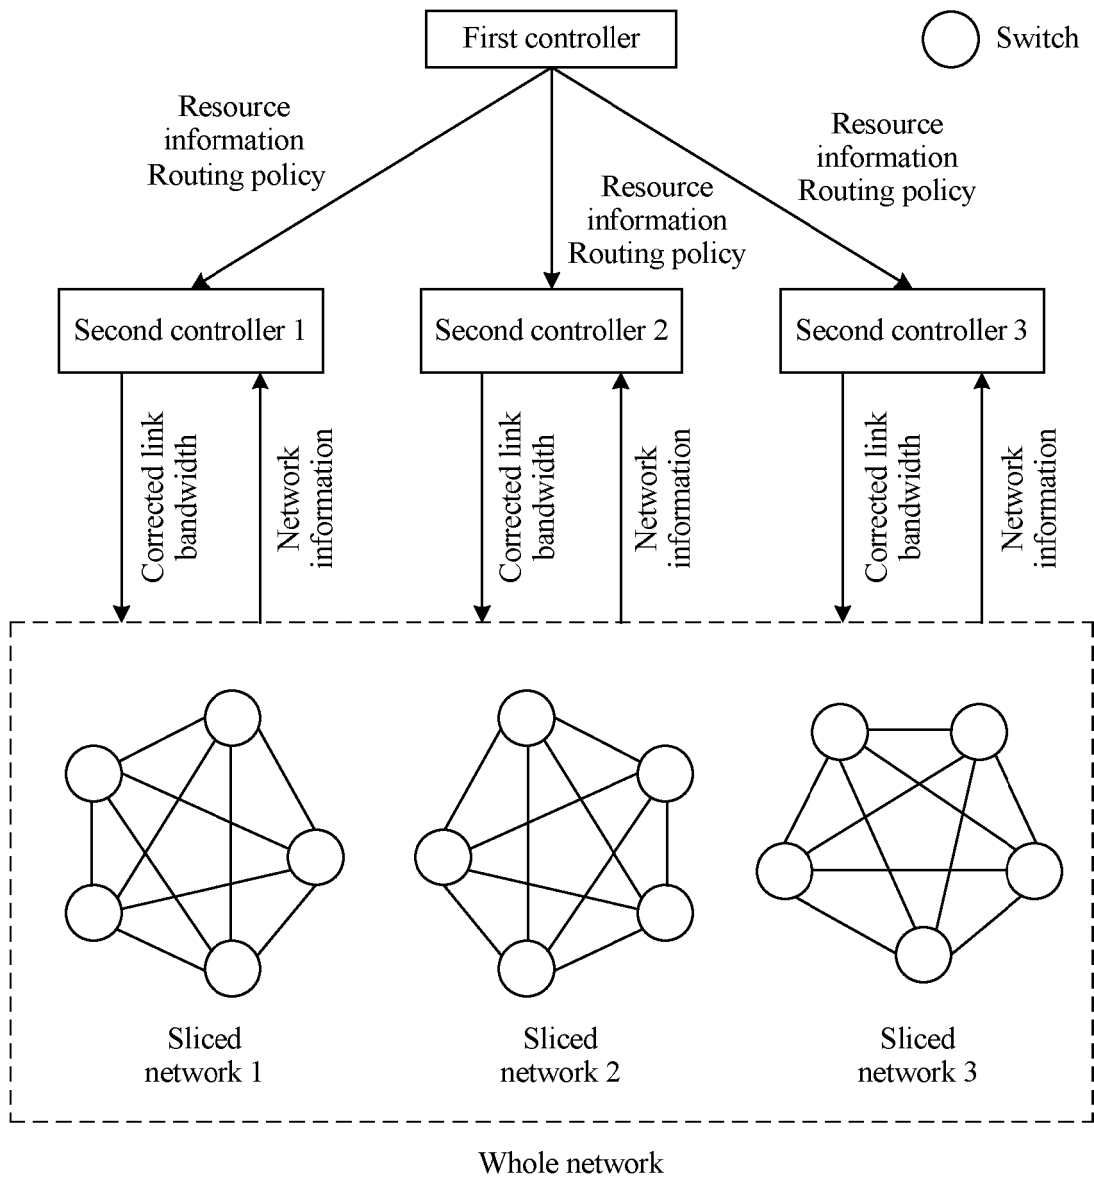 First controller
Switch
Resource
information
Routing policy
Resource
information
Routing policy
Resource
information
Routing policy
Second controller 1
Second controller 2
Second controller 3
Corrected link
bandwidth
Network
information
Corrected link
bandwidth
Network
information
Corrected link
bandwidth
Network
information
Sliced
network 1
Sliced
network 2
Sliced
network 3
Whole network